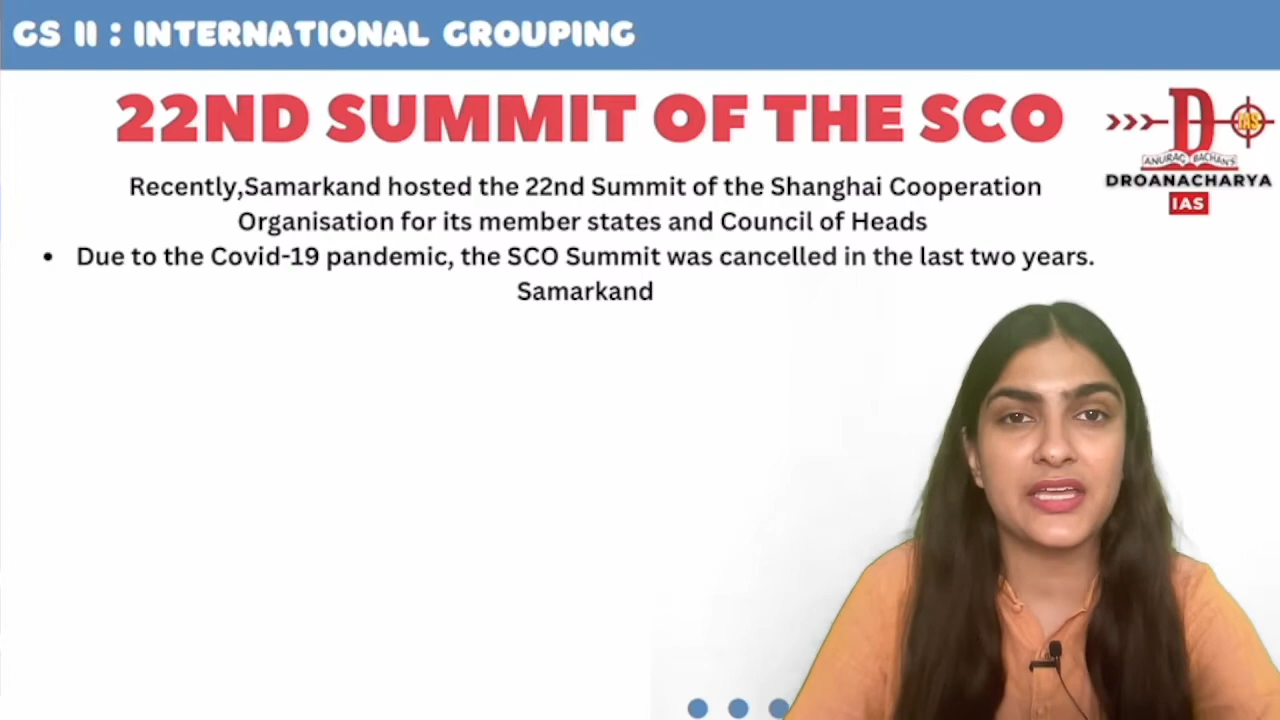 GS II : INTERNATIONAL GROUPING
22ND SUMMIT OF THE SCO
Recently,Samarkand hosted the 22nd Summit of the Shanghai Cooperation
Organisation for its member states and Council of Heads
• Due to the Covid-19 pandemic, the SCO Summit was cancelled in the last two years.
Samarkand
D
IAS
ANURAG BACHAN'S
DROANACHARYA
IAS